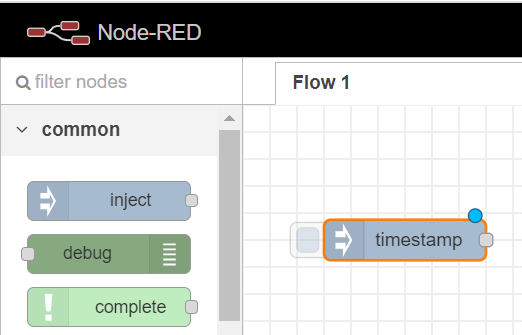 Node-RED
filter nodes
Flow 1
common
inject
timestamp
debug
complete